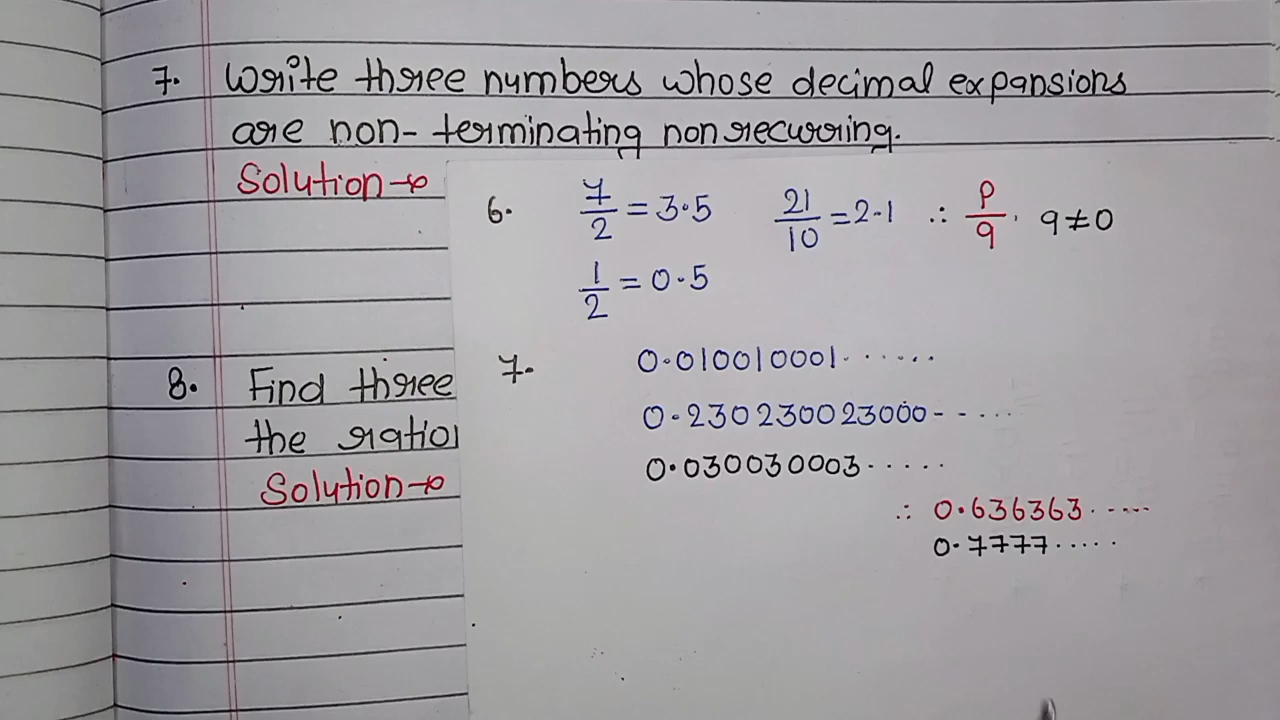 7. Write three numbers whose decimal expansions
are non-terminating nonrecurring.
Solution→
6. 7/2 = 3.5 21/10 = 2.1 ∴ p/q. q≠0
1/2 = 0.5
7. 0.010010001.......
0.230230023000-- ....
0.030030003.....
∴ 0.636363.....
0.7777.....
8. Find three
the ratio
Solution→